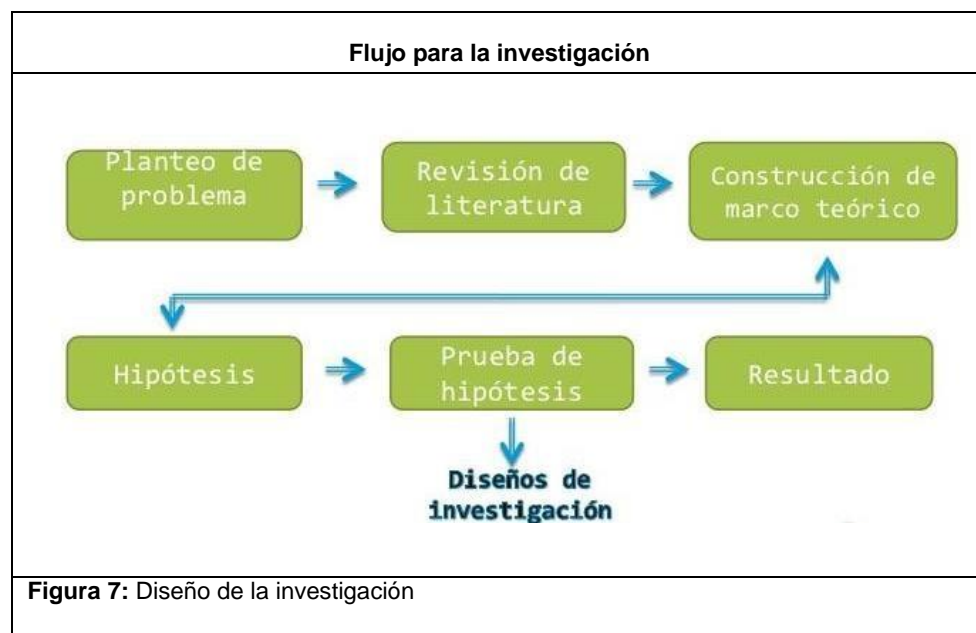 Flujo para la investigación
Planteo de
problema
Revisión de
literatura
Construcción de
marco teórico
Hipótesis
Prueba de
hipótesis
Resultado
Diseños de
investigación
Figura 7: Diseño de la investigación